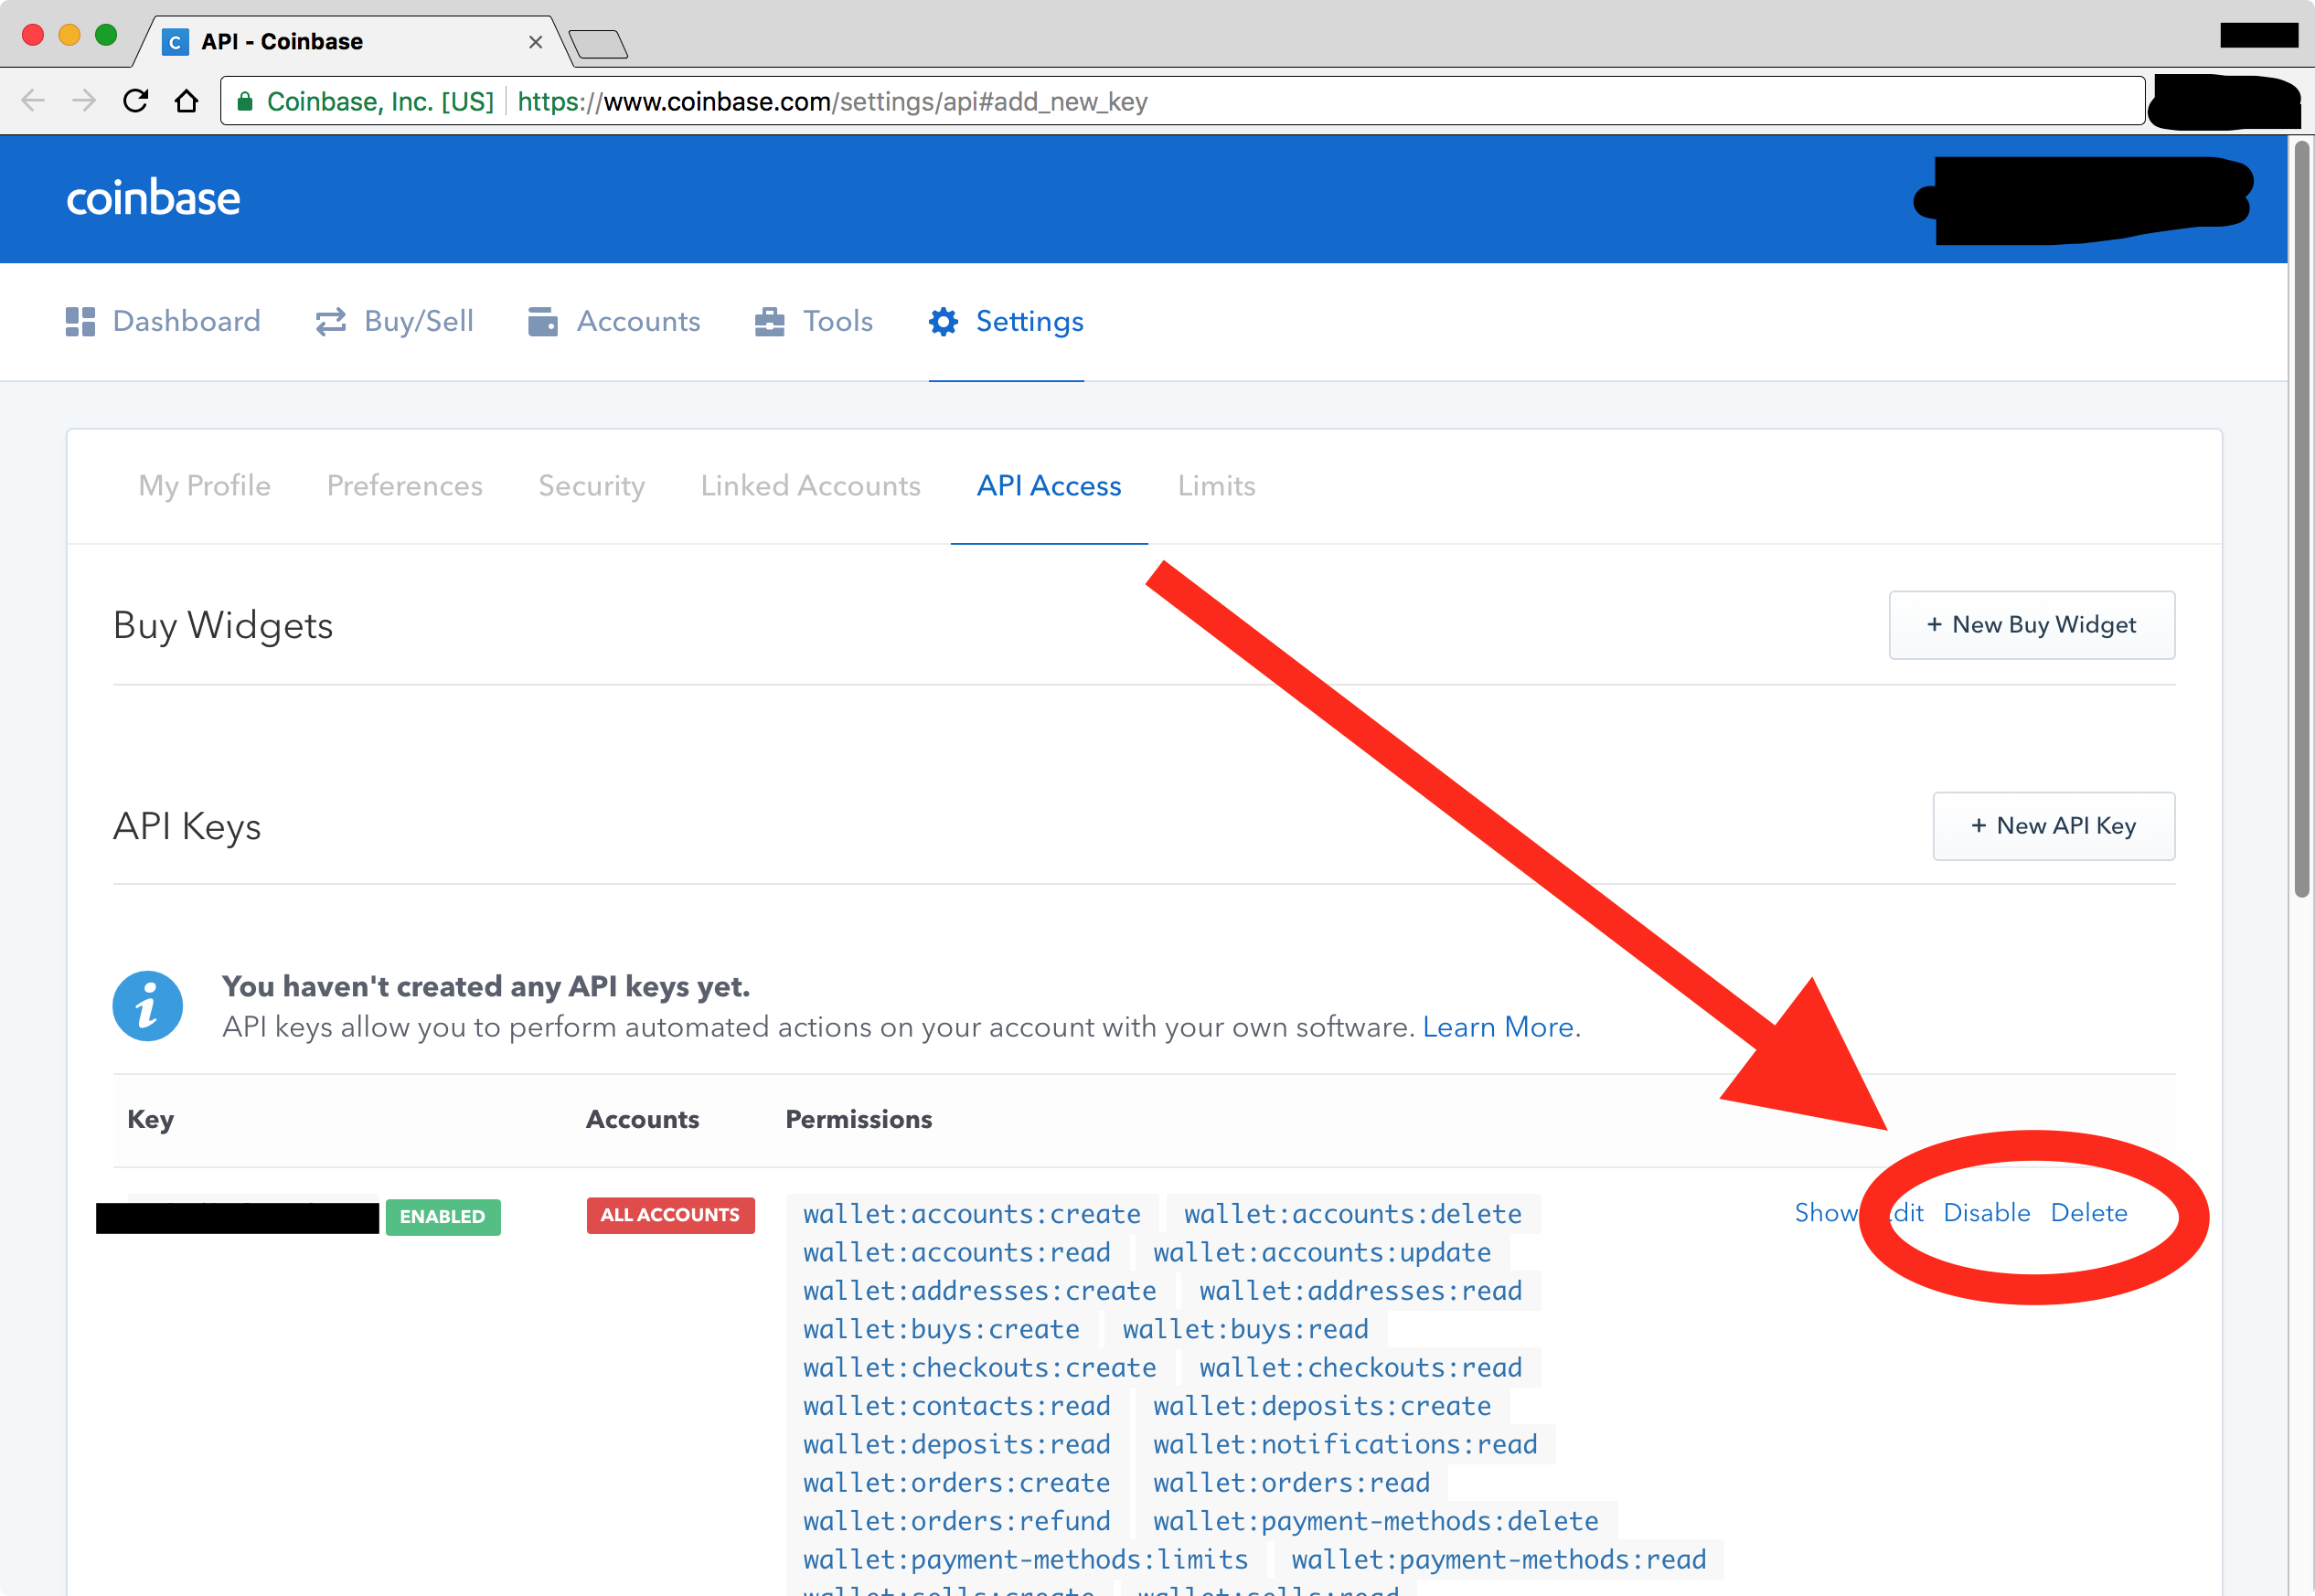 API - Coinbase
Coinbase, Inc. [US] https://www.coinbase.com/settings/api#add_new_key
coinbase
Dashboard Buy/Sell Accounts Tools Settings
My Profile Preferences Security Linked Accounts API Access Limits
Buy Widgets + New Buy Widget
API Keys + New API Key
You haven't created any API keys yet.
API keys allow you to perform automated actions on your account with your own software. Learn More.
Key Accounts Permissions
ENABLED ALL ACCOUNTS wallet:accounts:create wallet:accounts:delete Show Disable Delete
wallet:accounts:read wallet:accounts:update
wallet:addresses:create wallet:addresses:read
wallet:buys:create wallet:buys:read
wallet:checkouts:create wallet:checkouts:read
wallet:contacts:read wallet:deposits:create
wallet:deposits:read wallet:notifications:read
wallet:orders:create wallet:orders:read
wallet:orders:refund wallet:payment-methods:delete
wallet:payment-methods:limits wallet:payment-methods:read
wallet:sells:create wallet:sells:read